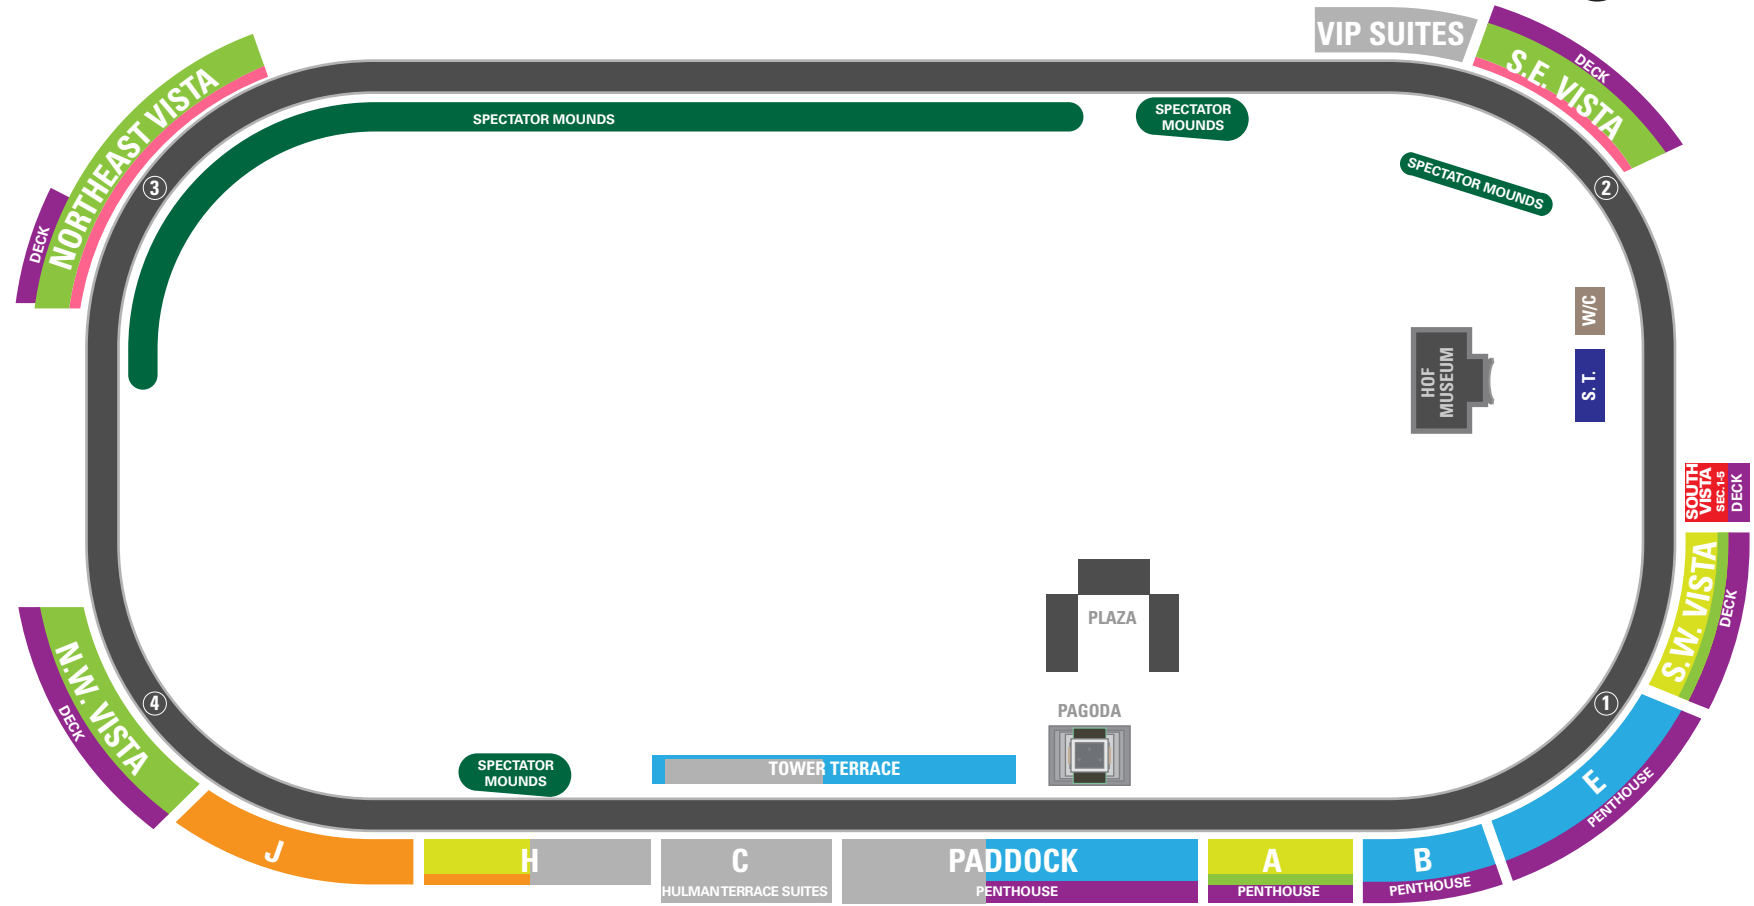 VIP SUITES
DECK
S.E. VISTA
NORTHEAST VISTA
DECK
SPECTATOR MOUNDS
SPECTATOR
MOUNDS
SPECTATOR MOUNDS
3
2
W/C
HOF
MUSEUM
S. T.
SOUTH
VISTA
SEC. 1-5
DECK
S.W. VISTA
DECK
PLAZA
N.W. VISTA
DECK
4
1
PAGODA
SPECTATOR
MOUNDS
TOWER TERRACE
E
PENTHOUSE
J
H
C
HULMAN TERRACE SUITES
PADDOCK
PENTHOUSE
A
PENTHOUSE
B
PENTHOUSE